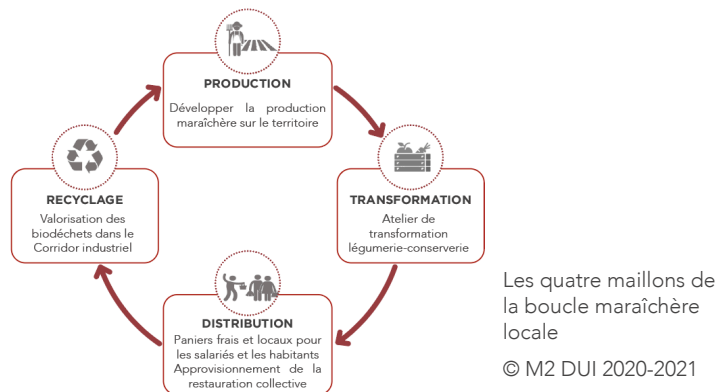 PRODUCTION
Développer la production
maraîchère sur le territoire
TRANSFORMATION
Atelier de
transformation
légumerie-conserverie
DISTRIBUTION
Paniers frais et locaux pour
les salariés et les habitants
Approvisionnement de la
restauration collective
RECYCLAGE
Valorisation des
biodéchets dans le
Corridor industriel
Les quatre maillons de
la boucle maraîchère
locale
© M2 DUI 2020-2021